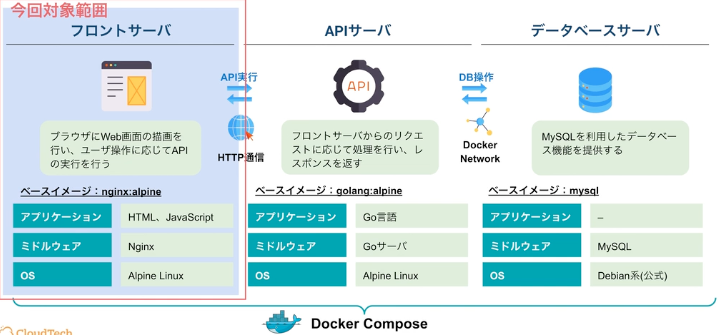 今回対象範囲
フロントサーバ
APIサーバ
データベースサーバ
API実行
API
DB操作
HTTP通信
Docker
Network
ブラウザにWeb画面の描画を
行い、ユーザ操作に応じてAPI
の実行を行う
フロントサーバからのリクエ
ストに応じて処理を行い、レ
スポンスを返す
MySQLを利用したデータベー
ス機能を提供する
ベースイメージ：nginx:alpine
アプリケーション HTML、JavaScript
ミドルウェア Nginx
OS Alpine Linux
ベースイメージ：golang:alpine
アプリケーション Go言語
ミドルウェア Goサーバ
OS Alpine Linux
ベースイメージ：mysql
アプリケーション –
ミドルウェア MySQL
OS Debian系(公式)
Docker Compose
CloudTech